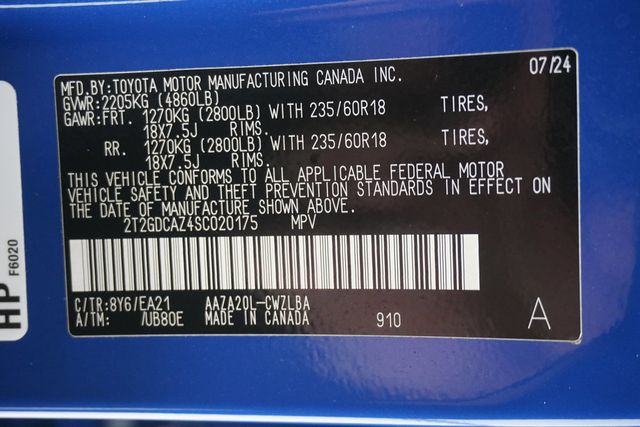 MFD.BY:TOYOTA MOTOR MANUFACTURING CANADA INC. 07/24
GVWR:2205KG (4860LB)
GAWR:FRT. 1270KG (2800LB) WITH 235/60R18 TIRES,
18X7.5J RIMS.
RR. 1270KG (2800LB) WITH 235/60R18 TIRES,
18X7.5J RIMS.
THIS VEHICLE CONFORMS TO ALL APPLICABLE FEDERAL MOTOR
VEHICLE SAFETY AND THEFT PREVENTION STANDARDS IN EFFECT ON
THE DATE OF MANUFACTURE SHOWN ABOVE.
2T2GDCAZ4SC020175 MPV
C/TR:8Y6/EA21 AAZA20L-CWZLBA
A/TM: /UB80E MADE IN CANADA 910 A
HP F6020